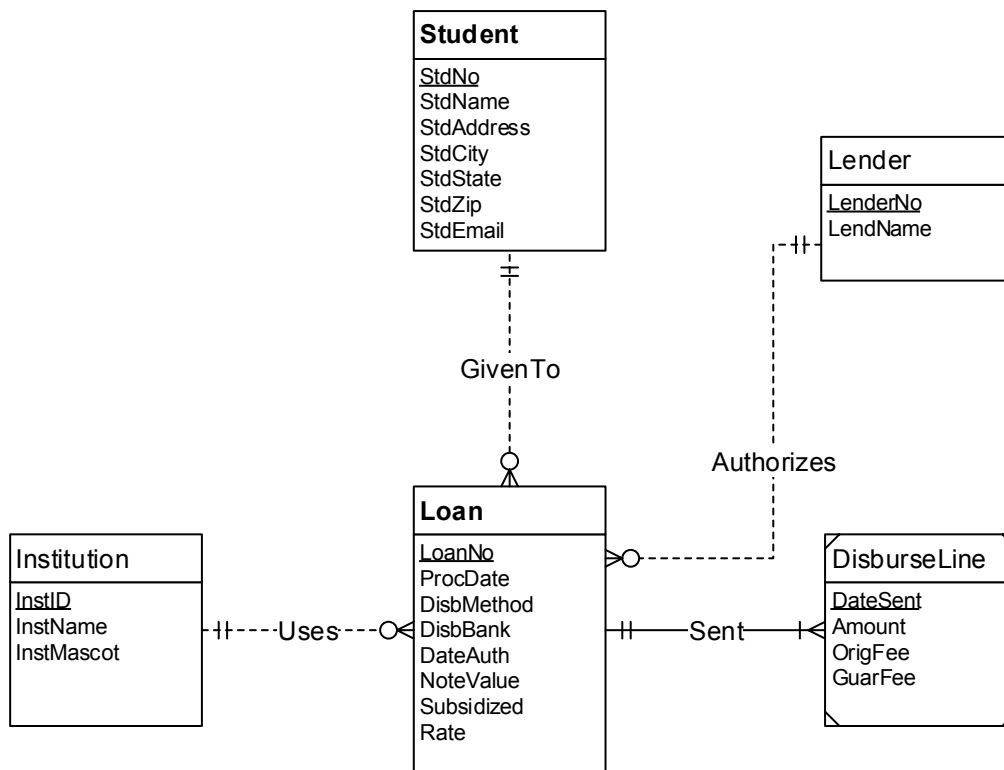 Student
StdNo
StdName
StdAddress
StdCity
StdState
StdZip
StdEmail
Lender
LenderNo
LendName
GivenTo
Authorizes
Institution
InstID
InstName
InstMascot
Uses
Loan
LoanNo
ProcDate
DisbMethod
DisbBank
DateAuth
NoteValue
Subsidized
Rate
Sent
DisburseLine
DateSent
Amount
OrigFee
GuarFee